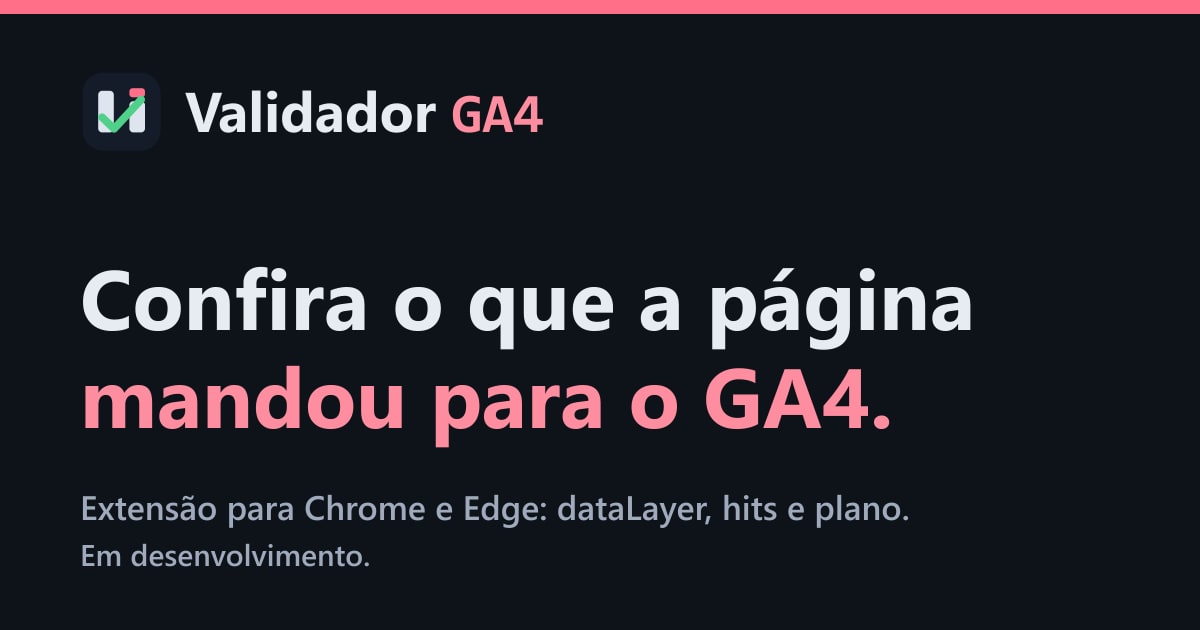 Validador GA4
Confira o que a página
mandou para o GA4.
Extensão para Chrome e Edge: dataLayer, hits e plano.
Em desenvolvimento.